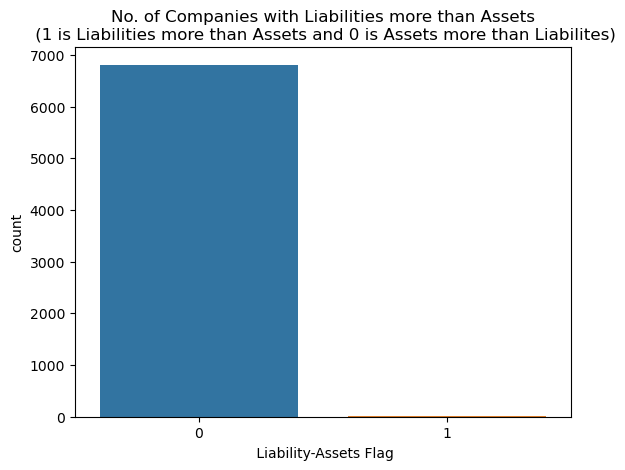 No. of Companies with Liabilities more than Assets
(1 is Liabilities more than Assets and 0 is Assets more than Liabilites)
7000
6000
5000
4000
3000
2000
1000
0
count
0 1
Liability-Assets Flag